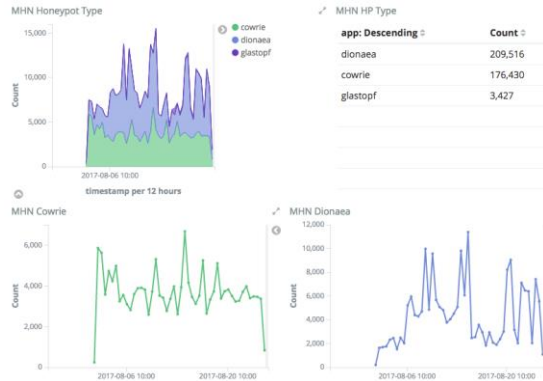 MHN Honeypot Type
15,000
10,000
5,000
0
Count
2017-08-06 10:00
timestamp per 12 hours
cowrie
dionaea
glastopf
MHN HP Type
app: Descending Count
dionaea 209,516
cowrie 176,430
glastopf 3,427
MHN Cowrie
6,000
4,000
2,000
0
Count
2017-08-06 10:00 2017-08-20 10:00
MHN Dionaea
12,000
10,000
8,000
6,000
4,000
2,000
0
Count
2017-08-06 10:00 2017-08-20 10:00